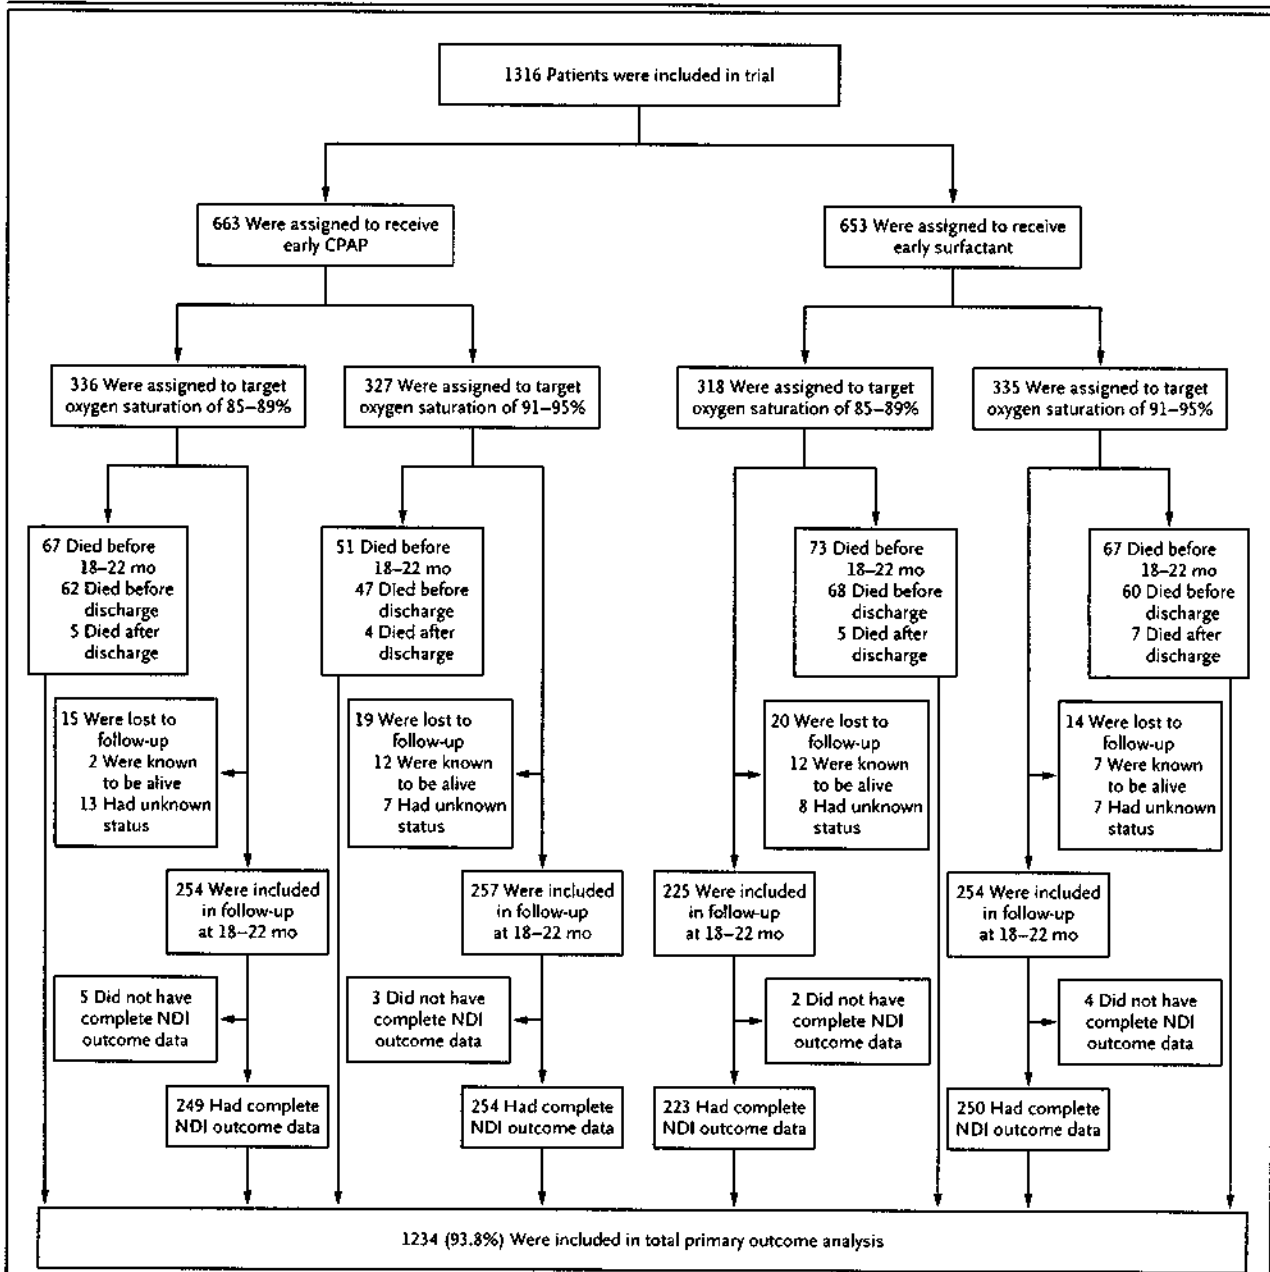 1316 Patients were included in trial
663 Were assigned to receive
early CPAP
653 Were assigned to receive
early surfactant
336 Were assigned to target
oxygen saturation of 85–89%
327 Were assigned to target
oxygen saturation of 91–95%
318 Were assigned to target
oxygen saturation of 85–89%
335 Were assigned to target
oxygen saturation of 91–95%
67 Died before
18–22 mo
62 Died before
discharge
5 Died after
discharge
51 Died before
18–22 mo
47 Died before
discharge
4 Died after
discharge
73 Died before
18–22 mo
68 Died before
discharge
5 Died after
discharge
67 Died before
18–22 mo
60 Died before
discharge
7 Died after
discharge
15 Were lost to
follow-up
2 Were known
to be alive
13 Had unknown
status
19 Were lost to
follow-up
12 Were known
to be alive
7 Had unknown
status
20 Were lost to
follow-up
12 Were known
to be alive
8 Had unknown
status
14 Were lost to
follow-up
7 Were known
to be alive
7 Had unknown
status
254 Were included
in follow-up
at 18–22 mo
257 Were included
in follow-up
at 18–22 mo
225 Were included
in follow-up
at 18–22 mo
254 Were included
in follow-up
at 18–22 mo
5 Did not have
complete NDI
outcome data
3 Did not have
complete NDI
outcome data
2 Did not have
complete NDI
outcome data
4 Did not have
complete NDI
outcome data
249 Had complete
NDI outcome data
254 Had complete
NDI outcome data
223 Had complete
NDI outcome data
250 Had complete
NDI outcome data
1234 (93.8%) Were included in total primary outcome analysis